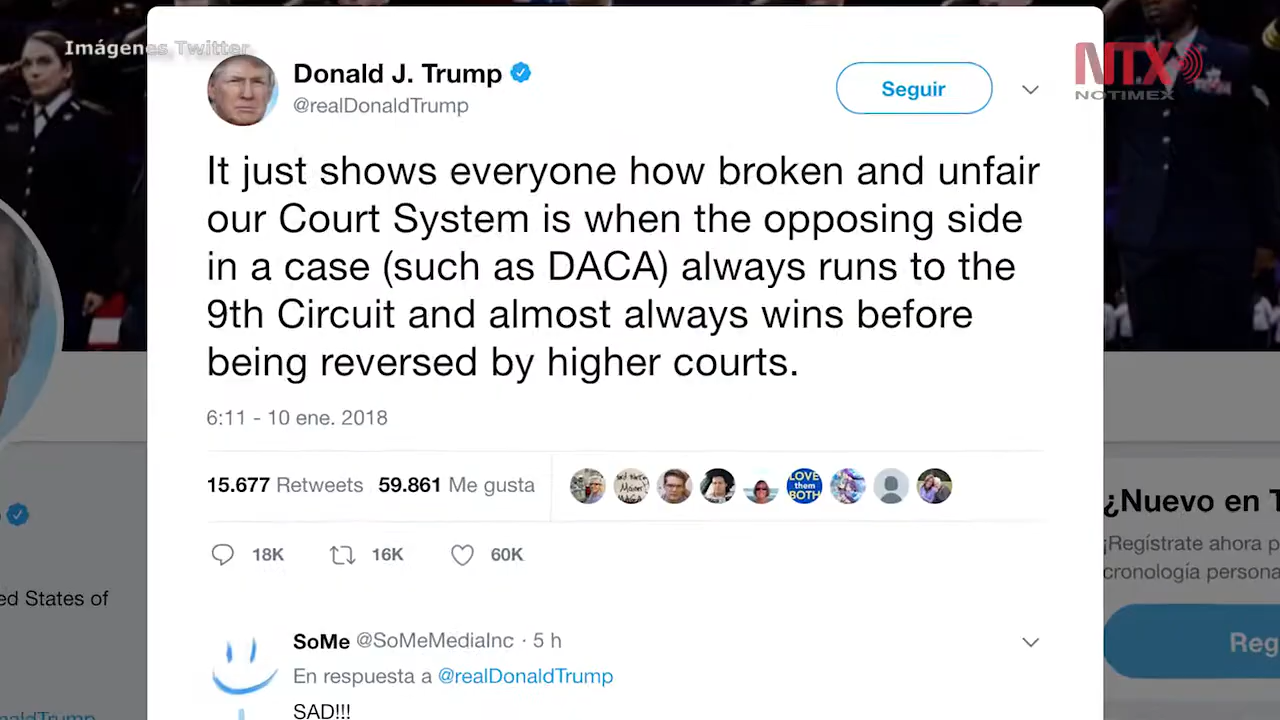 Imágenes Twitter
NTX
NOTIMEX
Donald J. Trump
@realDonaldTrump
Seguir
It just shows everyone how broken and unfair
our Court System is when the opposing side
in a case (such as DACA) always runs to the
9th Circuit and almost always wins before
being reversed by higher courts.
6:11 - 10 ene. 2018
15.677 Retweets 59.861 Me gusta
LOVE
them
BOTH
18K 16K 60K
SoMe @SoMeMediaInc · 5 h
En respuesta a @realDonaldTrump
SAD!!!
ed States of
naldTrump
¿Nuevo en T
¡Regístrate ahora p
cronología persona
Reg